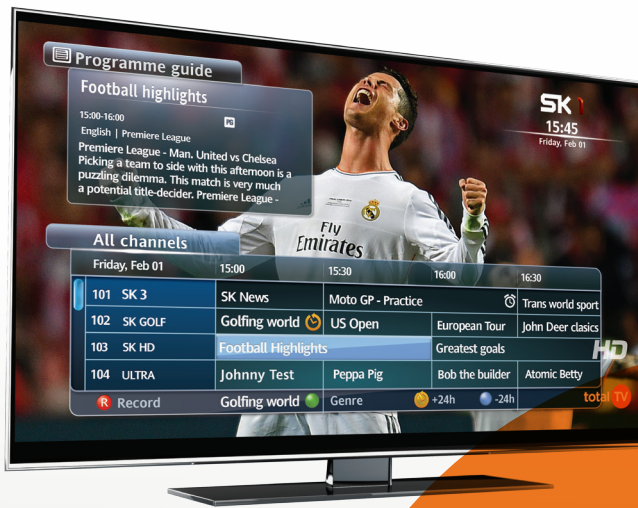 Programme guide
Football highlights
15:00-16:00
PG
English | Premiere League
Premiere League - Man. United vs Chelsea
Picking a team to side with this afternoon is a
puzzling dilemma. This match is very much
a potential title-decider. Premiere League -
SK 1
15:45
Friday, Feb 01
Fly
Emirates
All channels
Friday, Feb 01 15:00 15:30 16:00 16:30
101 SK 3 SK News Moto GP - Practice Trans world sport
102 SK GOLF Golfing world US Open European Tour John Deer clasics
103 SK HD Football Highlights Greatest goals
HD
104 ULTRA Johnny Test Peppa Pig Bob the builder Atomic Betty
R Record Golfing world Genre +24h -24h total TV